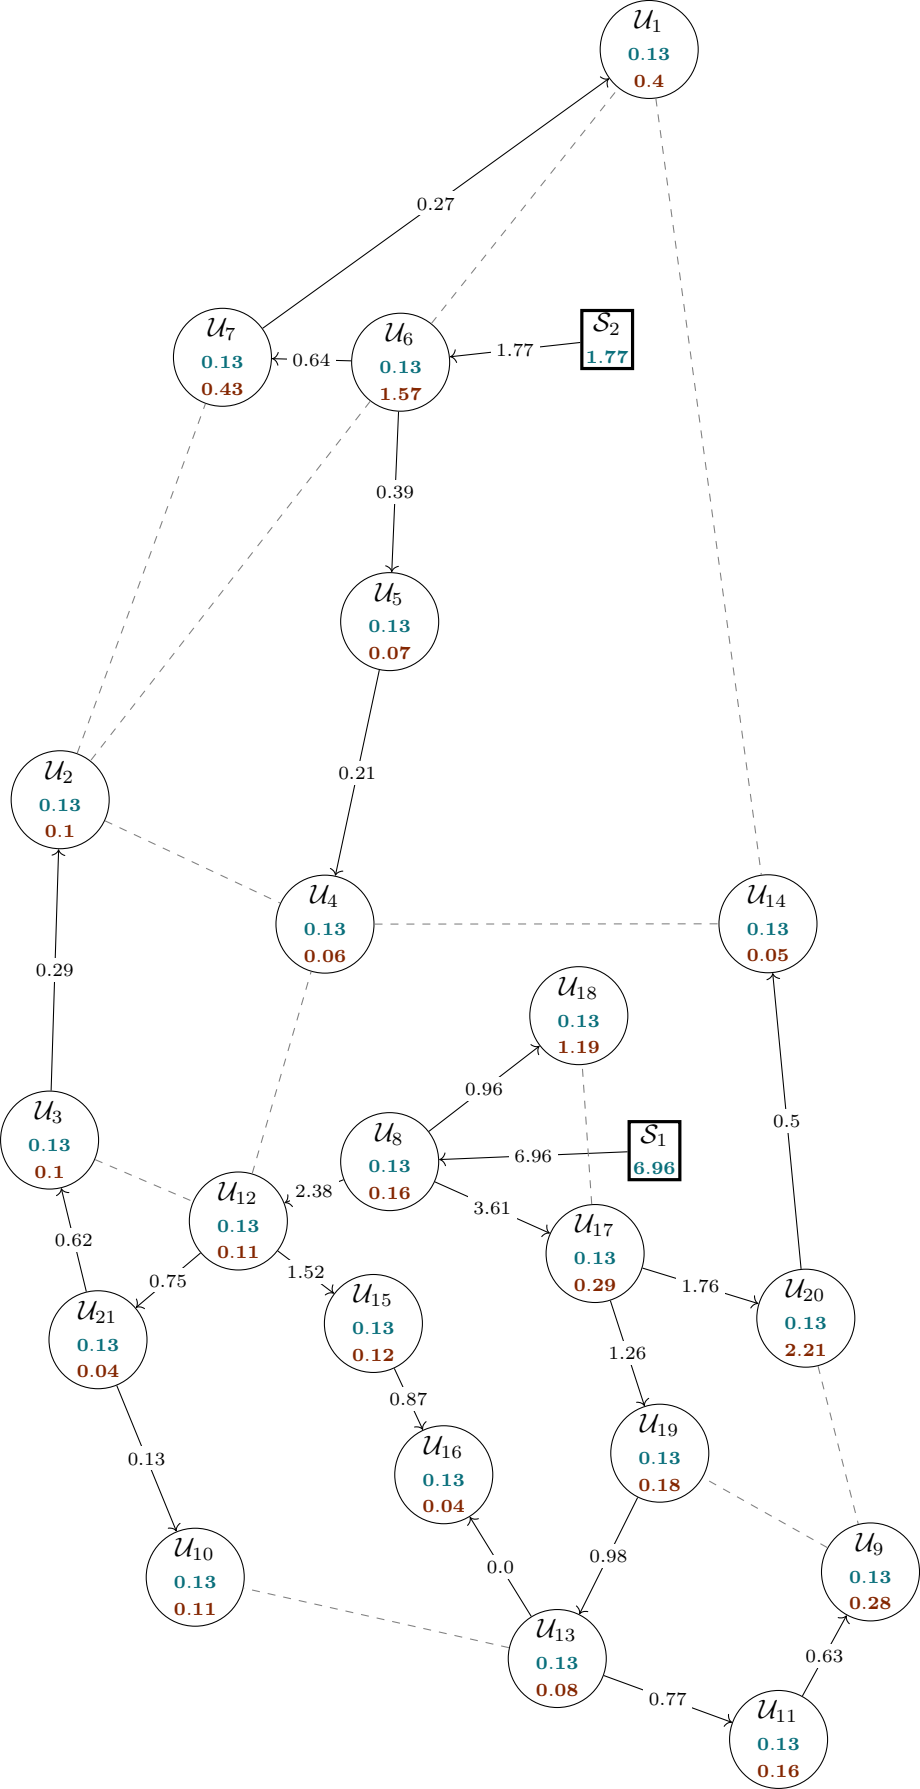 𝒰₁
0.13
0.4
0.27
𝒰₇
0.13
0.43
0.64
𝒰₆
0.13
1.57
1.77
𝒮₂
1.77
0.39
𝒰₅
0.13
0.07
0.21
𝒰₂
0.13
0.1
𝒰₄
0.13
0.06
𝒰₁₄
0.13
0.05
0.29
𝒰₁₈
0.13
1.19
0.96
𝒰₃
0.13
0.1
𝒰₈
0.13
0.16
6.96
𝒮₁
6.96
0.5
2.38
3.61
𝒰₁₂
0.13
0.11
𝒰₁₇
0.13
0.29
0.62
0.75
1.52
1.76
𝒰₂₁
0.13
0.04
𝒰₁₅
0.13
0.12
𝒰₂₀
0.13
2.21
1.26
0.87
0.13
𝒰₁₆
0.13
0.04
𝒰₁₉
0.13
0.18
𝒰₁₀
0.13
0.11
0.0
0.98
𝒰₉
0.13
0.28
𝒰₁₃
0.13
0.08
0.77
0.63
𝒰₁₁
0.13
0.16